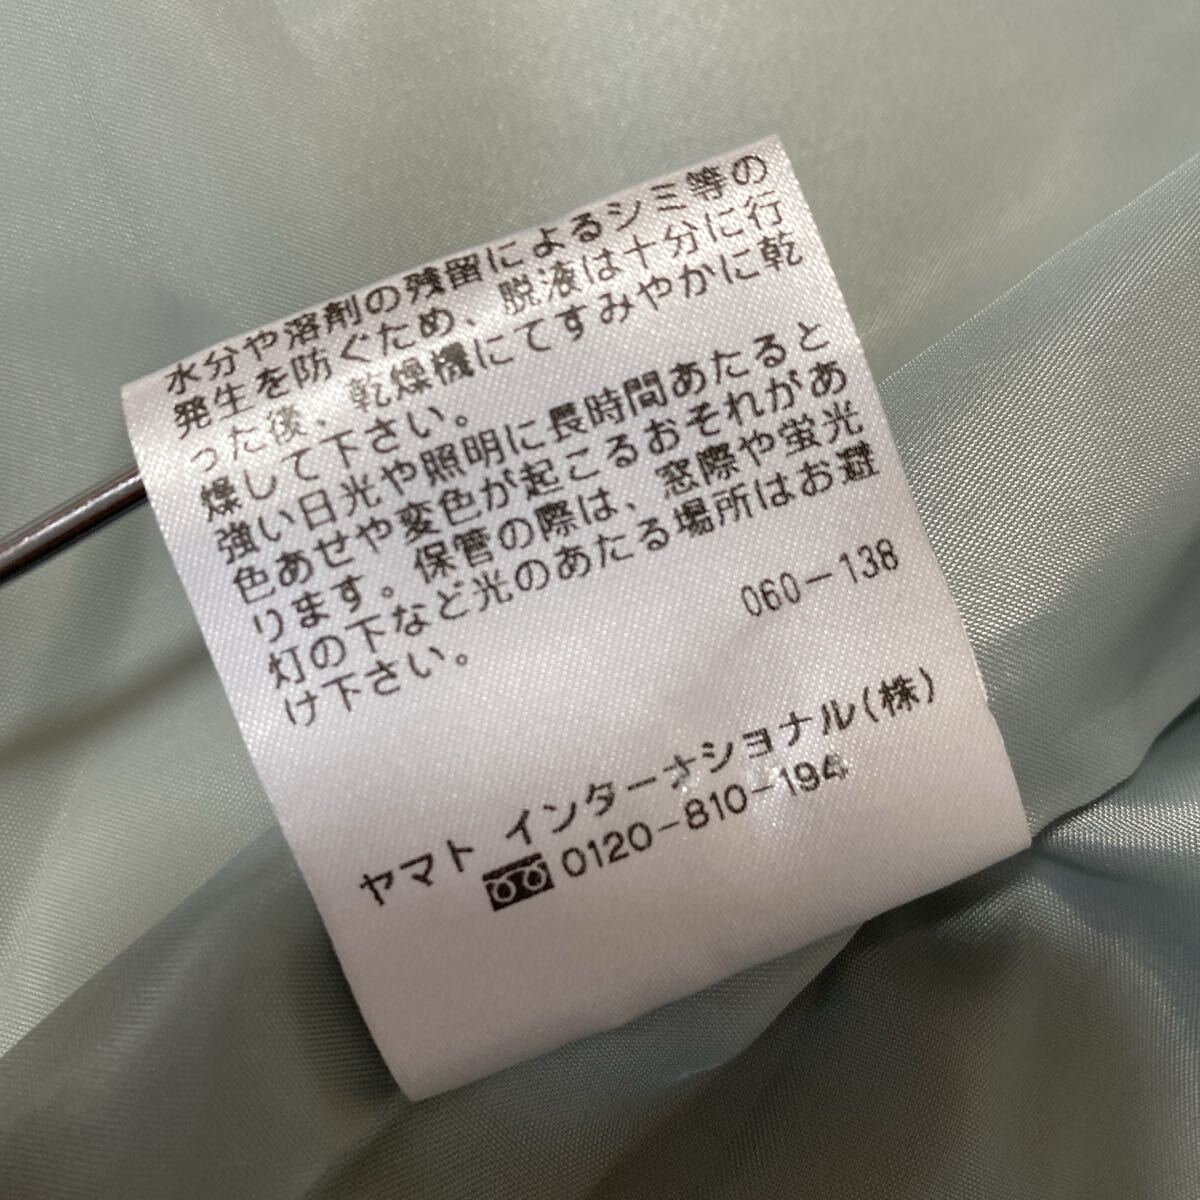 水分や溶剤の残留によるシミ等の
発生を防ぐため、脱液は十分に行
った後、乾燥機にてすみやかに乾
燥して下さい。
強い日光や照明に長時間あたると
色あせや変色が起こるおそれがあ
ります。保管の際は、窓際や蛍光
灯の下など光のあたる場所はお避
け下さい。
060-138
ヤマト インターナショナル(株)
0120-810-194